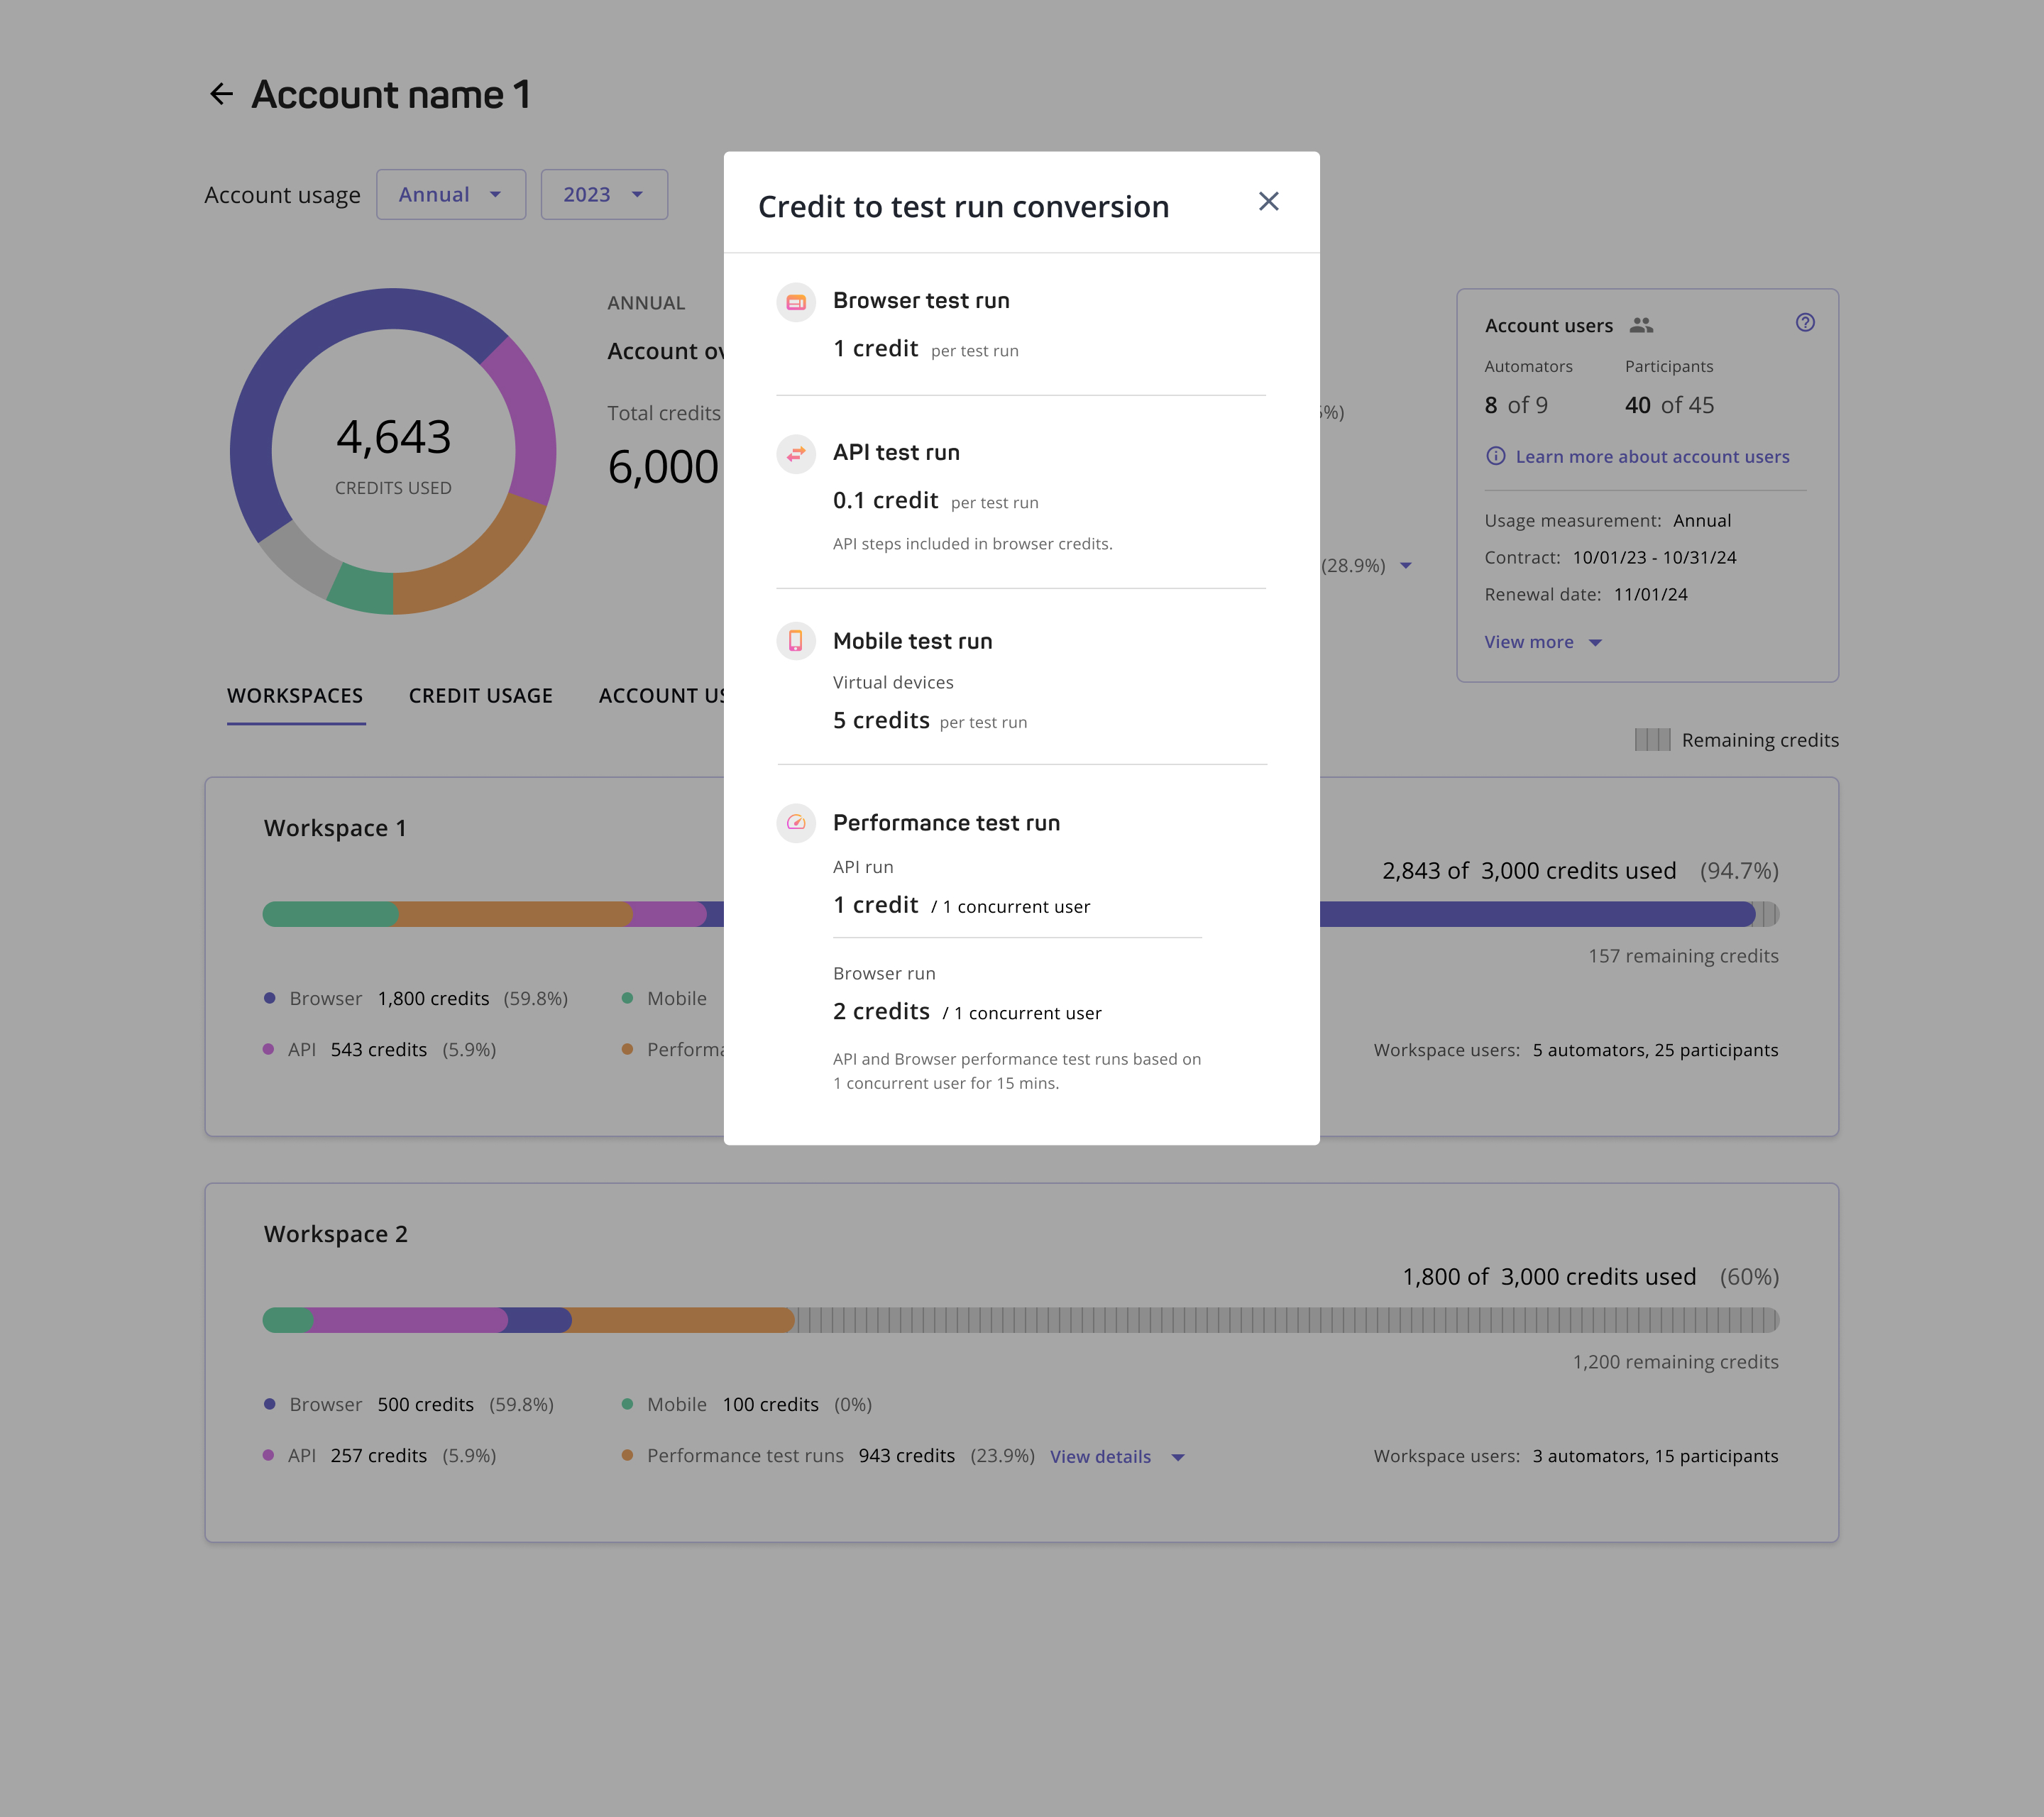 Account name 1
Account usage
Annual
2023
4,643
CREDITS USED
ANNUAL
Account
Total credits
6,000
%)
(28.9%)
Account users
Automators
Participants
8 of 9
40 of 45
Learn more about account users
Usage measurement: Annual
Contract: 10/01/23 - 10/31/24
Renewal date: 11/01/24
View more
WORKSPACES
CREDIT USAGE
ACCOUNT
Remaining credits
Workspace 1
2,843 of 3,000 credits used (94.7%)
157 remaining credits
Browser 1,800 credits (59.8%)
Mobile
API 543 credits (5.9%)
Workspace users: 5 automators, 25 participants
Workspace 2
1,800 of 3,000 credits used (60%)
1,200 remaining credits
Browser 500 credits (59.8%)
Mobile 100 credits (0%)
API 257 credits (5.9%)
Performance test runs 943 credits (23.9%) View details
Workspace users: 3 automators, 15 participants
Credit to test run conversion
Browser test run
1 credit per test run
API test run
0.1 credit per test run
API steps included in browser credits.
Mobile test run
Virtual devices
5 credits per test run
Performance test run
API run
1 credit / 1 concurrent user
Browser run
2 credits / 1 concurrent user
API and Browser performance test runs based on
1 concurrent user for 15 mins.